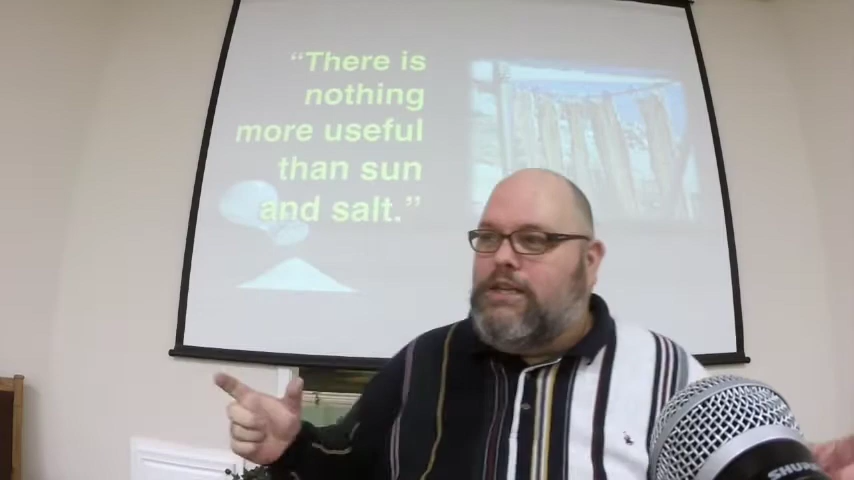 “There is
nothing
more useful
than sun
and salt.”
SHURE